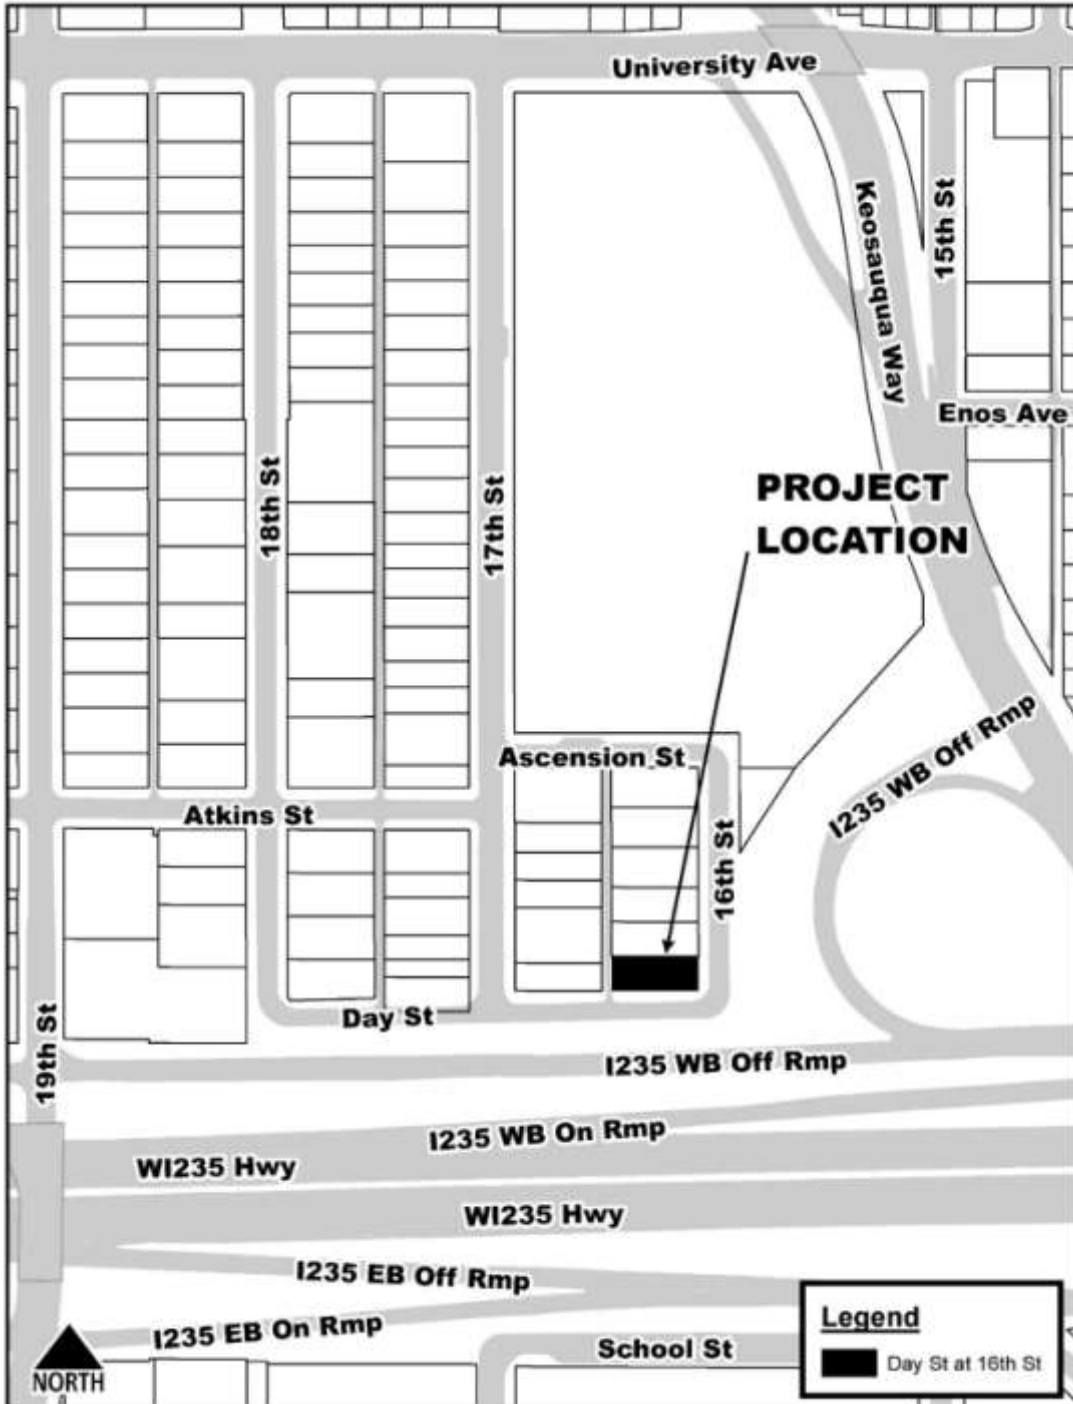 University Ave
Keosauqua Way
15th St
Enos Ave
18th St
17th St
PROJECT
LOCATION
I235 WB Off Rmp
Ascension St
Atkins St
16th St
Day St
19th St
I235 WB Off Rmp
I235 WB On Rmp
WI235 Hwy
WI235 Hwy
I235 EB Off Rmp
I235 EB On Rmp
School St
NORTH
Legend
Day St at 16th St